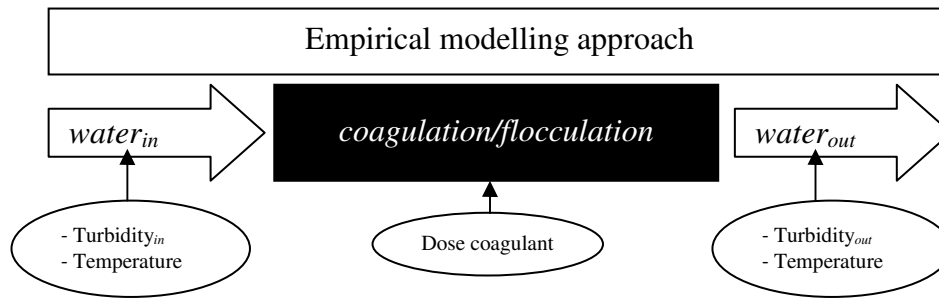 Empirical modelling approach
water_in
coagulation/flocculation
water_out
- Turbidity_in
- Temperature
Dose coagulant
- Turbidity_out
- Temperature